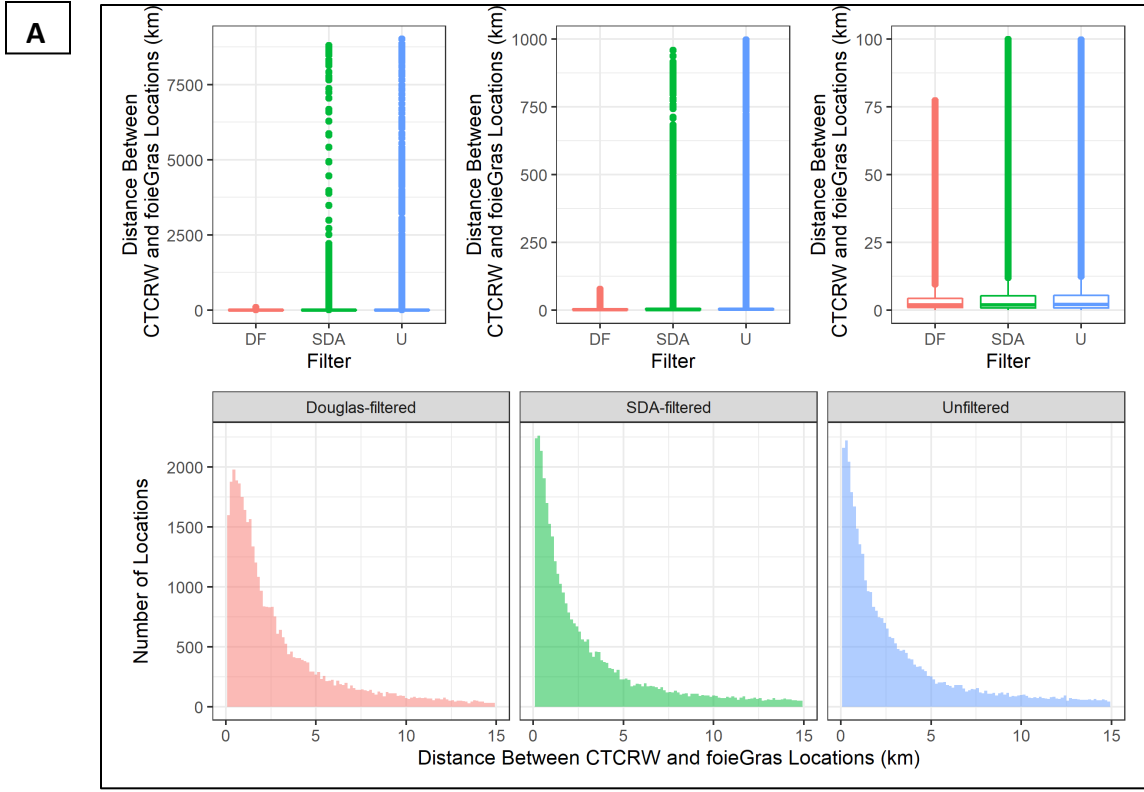 A
Distance Between
CTCRW and foieGras Locations (km)
7500
5000
2500
0
DF SDA U
Filter
Distance Between
CTCRW and foieGras Locations (km)
1000
750
500
250
0
DF SDA U
Filter
Distance Between
CTCRW and foieGras Locations (km)
100
75
50
25
0
DF SDA U
Filter
Douglas-filtered SDA-filtered Unfiltered
Number of Locations
2000
1500
1000
500
0
0 5 10 15 0 5 10 15 0 5 10 15
Distance Between CTCRW and foieGras Locations (km)